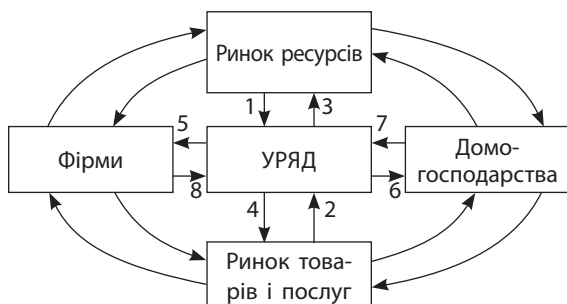 Ринок ресурсів
1
3
5
7
Фірми
УРЯД
Домо-
господарства
8
6
4
2
Ринок това-
рів і послуг